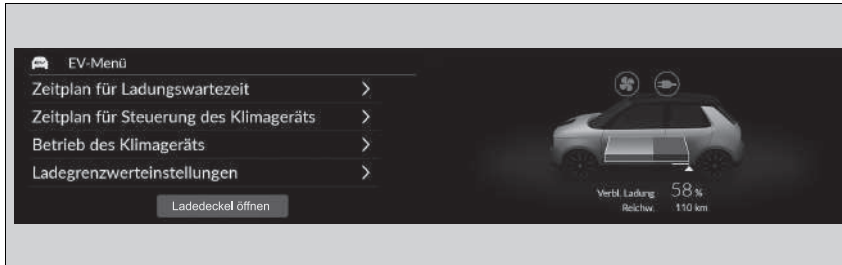 EV-Menü
Zeitplan für Ladungswartezeit
Zeitplan für Steuerung des Klimageräts
Betrieb des Klimageräts
Ladegrenzwerteinstellungen
Ladedeckel öffnen
Verbl. Ladung 58 %
Reichw. 110 km